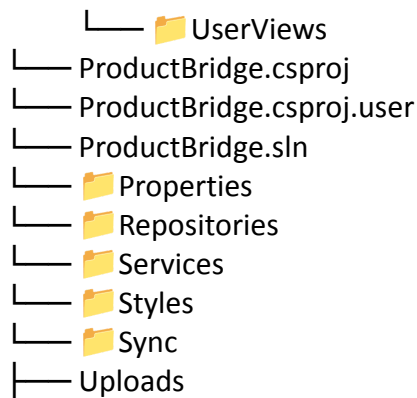 └── 📁UserViews
└── ProductBridge.csproj
└── ProductBridge.csproj.user
└── ProductBridge.sln
└── 📁Properties
└── 📁Repositories
└── 📁Services
└── 📁Styles
└── 📁Sync
├── Uploads